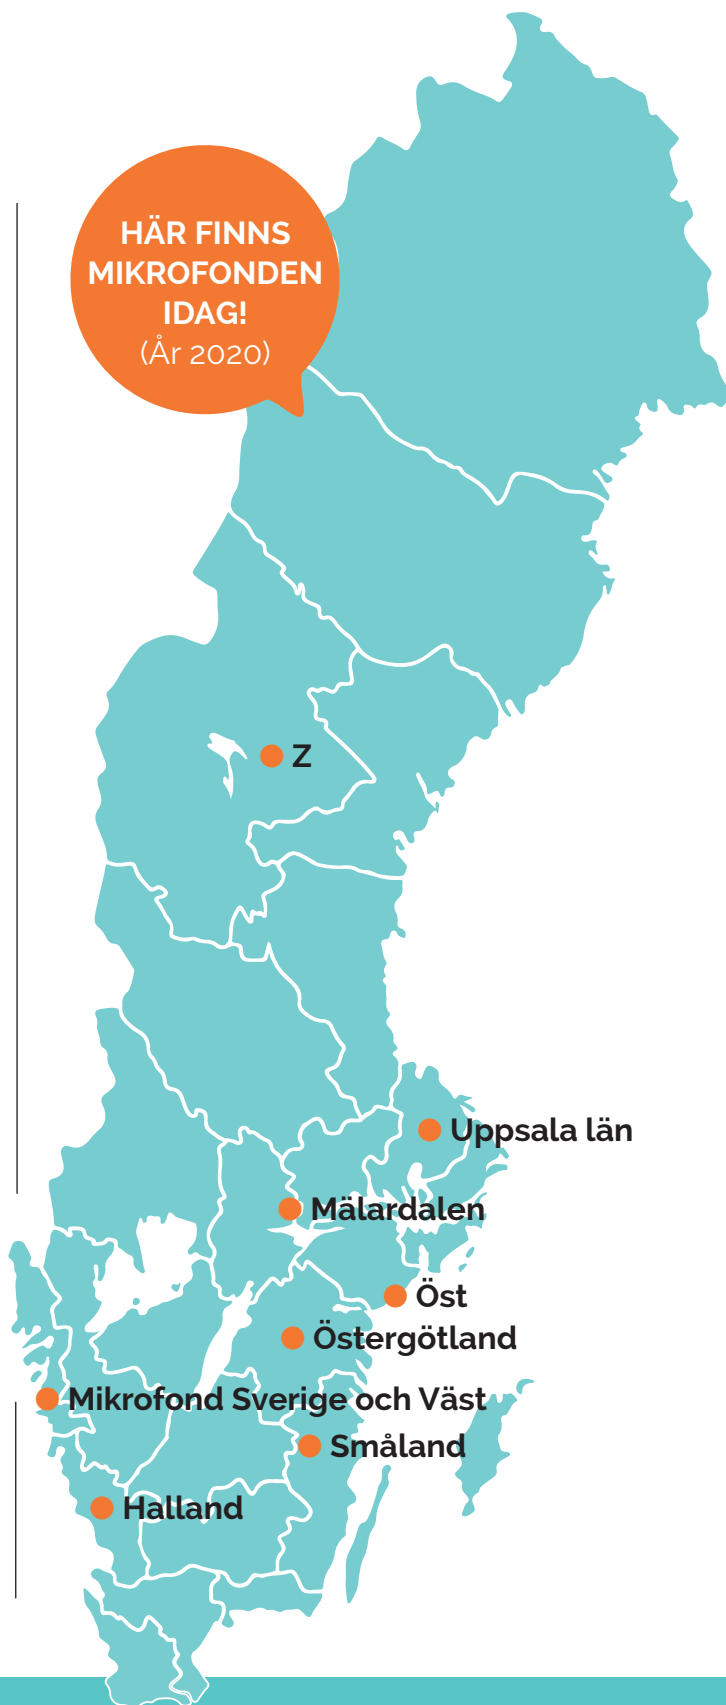 HÄR FINNS
MIKROFONDEN
IDAG!
(År 2020)
Z
Uppsala län
Mälardalen
Öst
Östergötland
Mikrofond Sverige och Väst
Småland
Halland